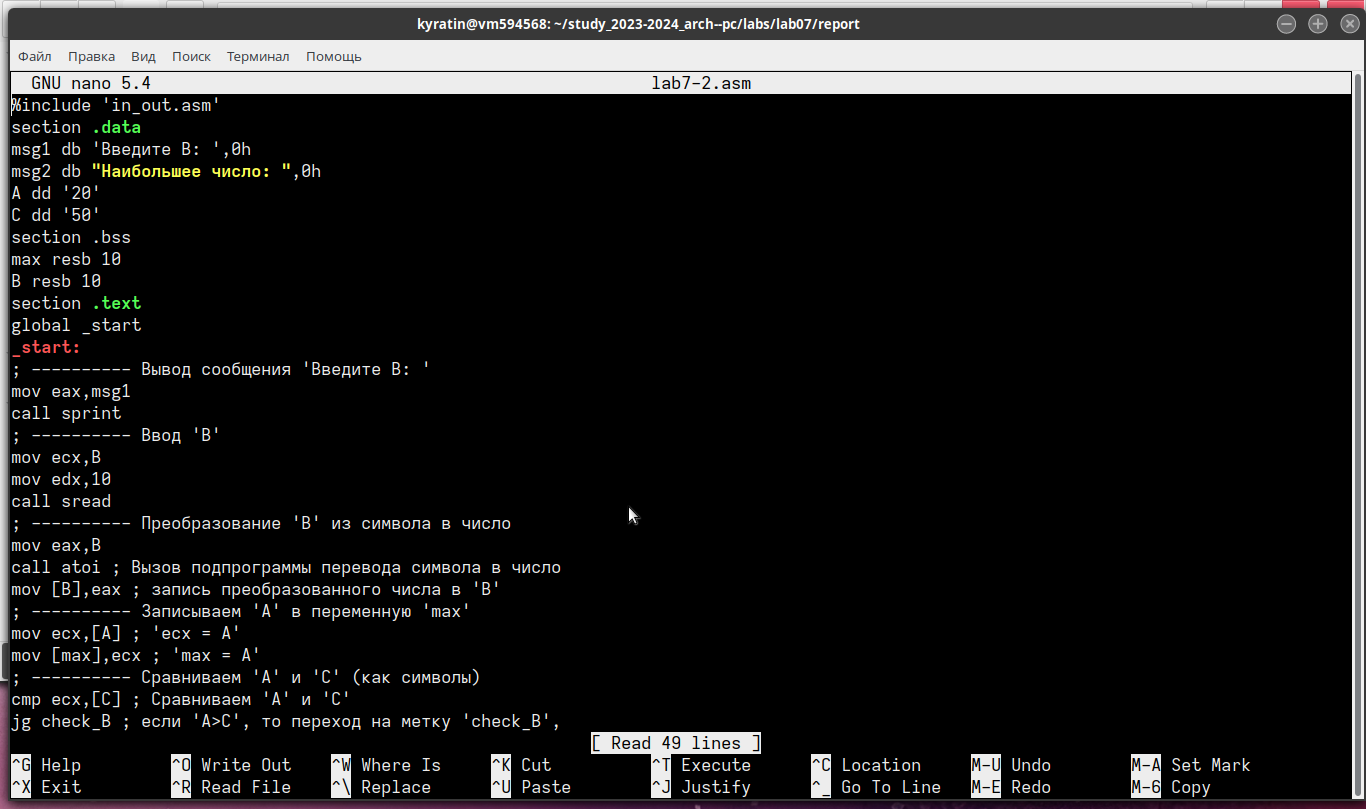 kyratin@vm594568: ~/study_2023-2024_arch--pc/labs/lab07/report
Файл Правка Вид Поиск Терминал Помощь
GNU nano 5.4 lab7-2.asm
%include 'in_out.asm'
section .data
msg1 db 'Введите B: ',0h
msg2 db "Наибольшее число: ",0h
A dd '20'
C dd '50'
section .bss
max resb 10
B resb 10
section .text
global _start
_start:
; ---------- Вывод сообщения 'Введите B: '
mov eax,msg1
call sprint
; ---------- Ввод 'B'
mov ecx,B
mov edx,10
call sread
; ---------- Преобразование 'B' из символа в число
mov eax,B
call atoi ; Вызов подпрограммы перевода символа в число
mov [B],eax ; запись преобразованного числа в 'B'
; ---------- Записываем 'A' в переменную 'max'
mov ecx,[A] ; 'ecx = A'
mov [max],ecx ; 'max = A'
; ---------- Сравниваем 'A' и 'С' (как символы)
cmp ecx,[C] ; Сравниваем 'A' и 'С'
jg check_B ; если 'A>C', то переход на метку 'check_B',
[ Read 49 lines ]
^G Help ^O Write Out ^W Where Is ^K Cut ^T Execute ^C Location M-U Undo M-A Set Mark
^X Exit ^R Read File ^\ Replace ^U Paste ^J Justify ^_ Go To Line M-E Redo M-6 Copy